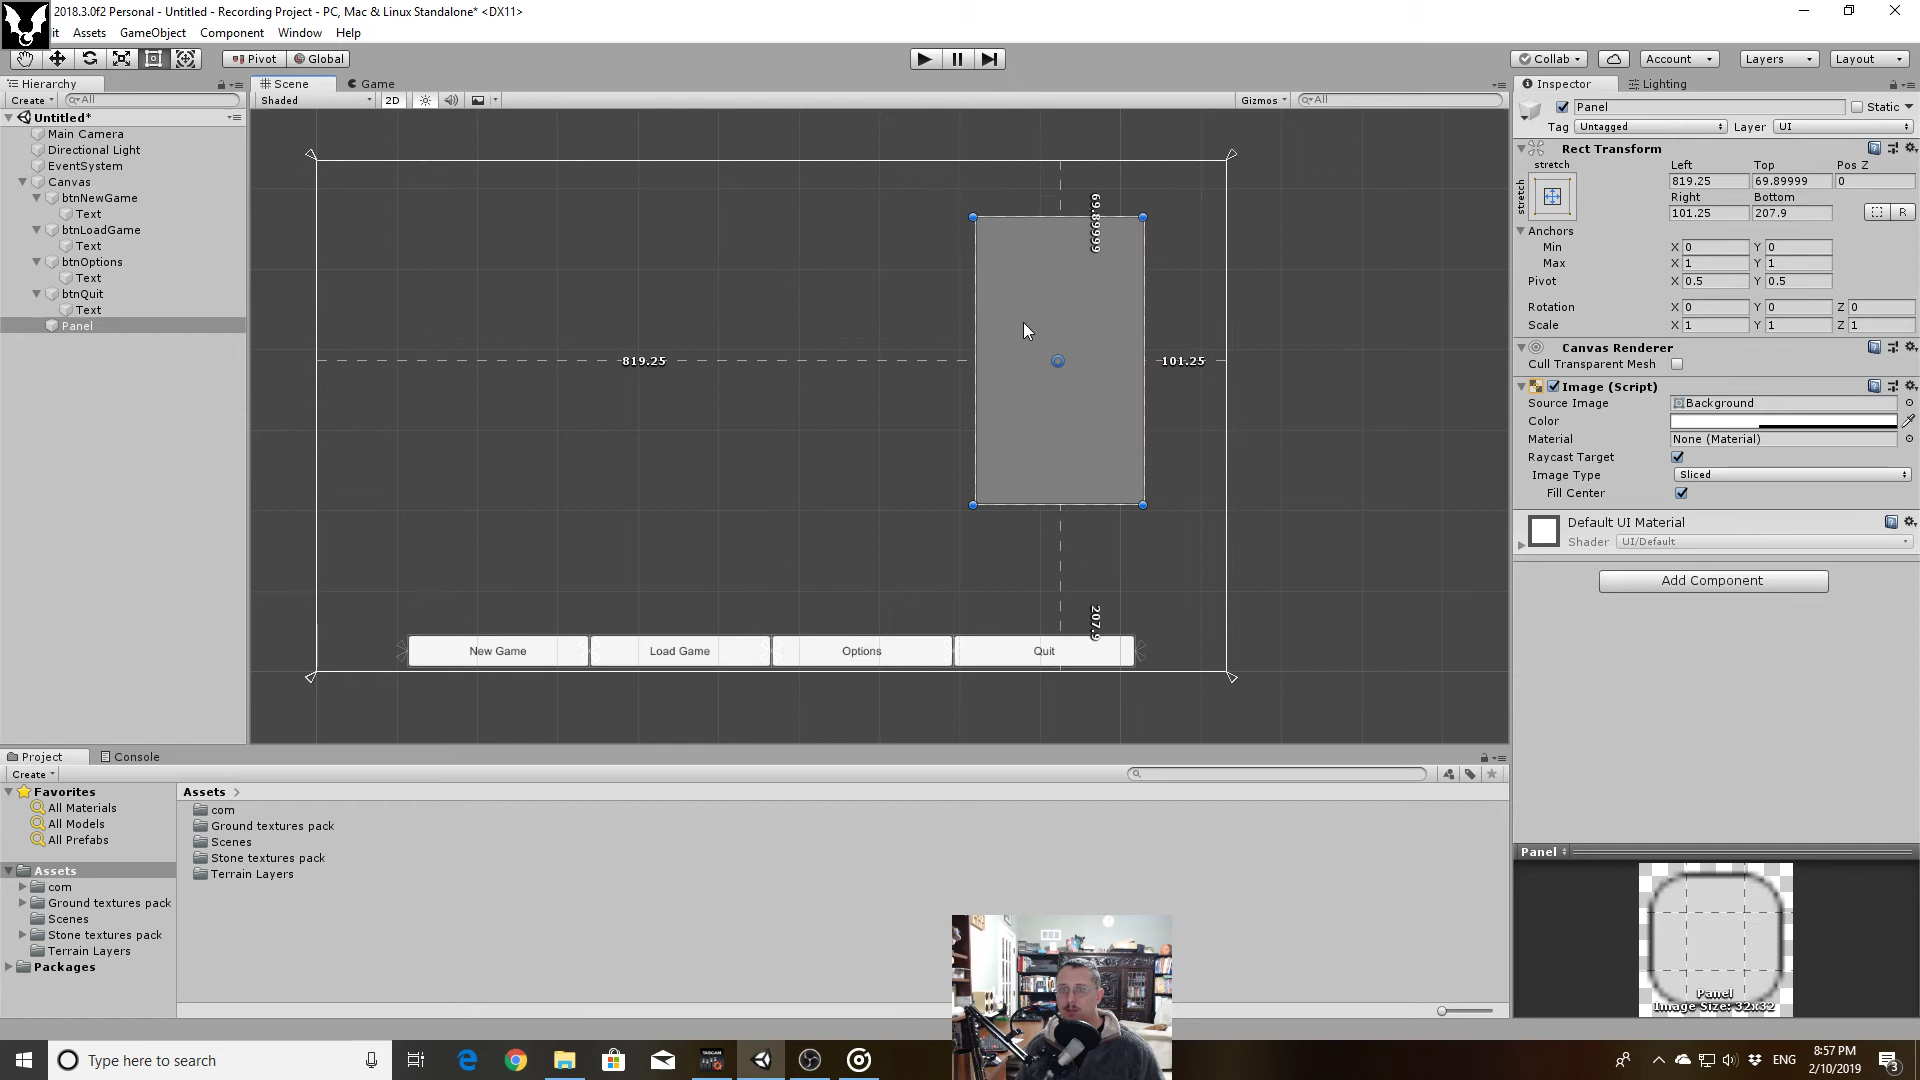 2018.3.0f2 Personal - Untitled - Recording Project - PC, Mac & Linux Standalone* <DX11>
it Assets GameObject Component Window Help
Pivot Global
Collab Account Layers Layout
Hierarchy
Create All
Untitled*
Main Camera
Directional Light
EventSystem
Canvas
btnNewGame
Text
btnLoadGame
Text
btnOptions
Text
btnQuit
Text
Panel
Scene Game
Shaded 2D Gizmos All
69.89999
819.25 101.25
207.9
New Game Load Game Options Quit
Inspector Lighting
Panel Static
Tag Untagged Layer UI
Rect Transform
stretch Left Top Pos Z
stretch 819.25 69.89999 0
Right Bottom
101.25 207.9 R
Anchors
Min X 0 Y 0
Max X 1 Y 1
Pivot X 0.5 Y 0.5
Rotation X 0 Y 0 Z 0
Scale X 1 Y 1 Z 1
Canvas Renderer
Cull Transparent Mesh
Image (Script)
Source Image Background
Color
Material None (Material)
Raycast Target
Image Type Sliced
Fill Center
Default UI Material
Shader UI/Default
Add Component
Panel
Panel
Image Size: 32x32
Project Console
Create
Favorites
All Materials
All Models
All Prefabs
Assets
com
Ground textures pack
Scenes
Stone textures pack
Terrain Layers
Packages
Assets
com
Ground textures pack
Scenes
Stone textures pack
Terrain Layers
Type here to search
TASCAM
ENG
8:57 PM
2/10/2019
3